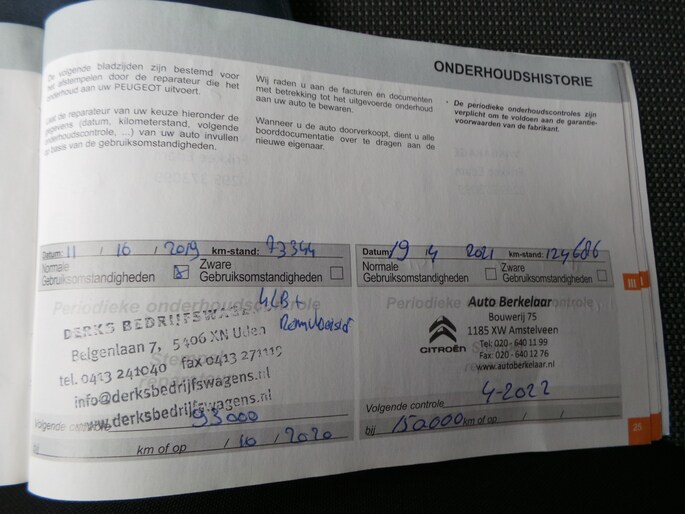 ONDERHOUDSHISTORIE
De volgende bladzijden zijn bestemd voor
het afstempelen door de reparateur die het
onderhoud aan uw PEUGEOT uitvoert.
Laat de reparateur van uw keuze hieronder de
gegevens (datum, kilometerstand, volgende
onderhoudscontrole, ...) van uw auto invullen
op basis van de gebruiksomstandigheden.
Wij raden u aan de facturen en documenten
met betrekking tot het uitgevoerde onderhoud
aan uw auto te bewaren.
Wanneer u de auto doorverkoopt, dient u alle
boorddocumentatie over te dragen aan de
nieuwe eigenaar.
• De periodieke onderhoudscontroles zijn
verplicht om te voldoen aan de garantie-
voorwaarden van de fabrikant.
Datum: 11 / 16 / 2019 km-stand: 73344
Normale Gebruiksomstandigheden
Zware Gebruiksomstandigheden
Periodieke onderhoudscontrole
4LB+
DERKS BEDRIJFSWAGENS
Belgenlaan 7, 5406 XN Uden
tel. 0413 241040 fax 0413 271119
info@derksbedrijfswagens.nl
www.derksbedrijfswagens.nl
Volgende controle
93000
bij km of op / 10 / 2020
Datum: 19 4 2021 km-stand: 124686
Normale Gebruiksomstandigheden
Zware Gebruiksomstandigheden
Periodieke onderhoudscontrole
Auto Berkelaar
Bouwerij 75
1185 XW Amstelveen
CITROËN
Tel: 020 - 640 11 99
Fax: 020 - 640 12 76
www.autoberkelaar.nl
4-2022
Volgende controle
bij 150000 km of op / /
III
25